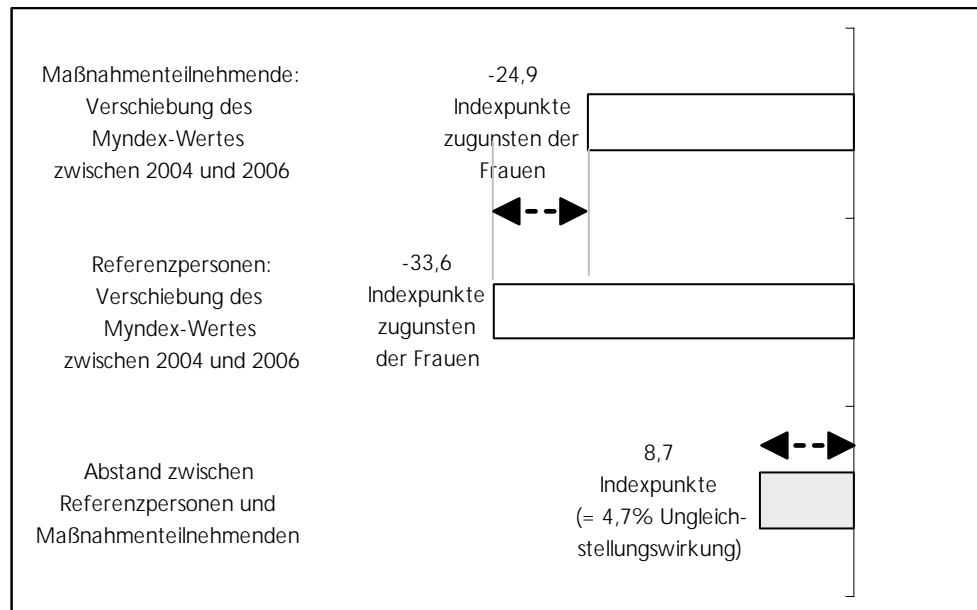 Maßnahmenteilnehmende:
Verschiebung des
Myndex-Wertes
zwischen 2004 und 2006
-24,9
Indexpunkte
zugunsten der
Frauen
Referenzpersonen:
Verschiebung des
Myndex-Wertes
zwischen 2004 und 2006
-33,6
Indexpunkte
zugunsten
der Frauen
Abstand zwischen
Referenzpersonen und
Maßnahmenteilnehmenden
8,7
Indexpunkte
(= 4,7% Ungleich-
stellungswirkung)